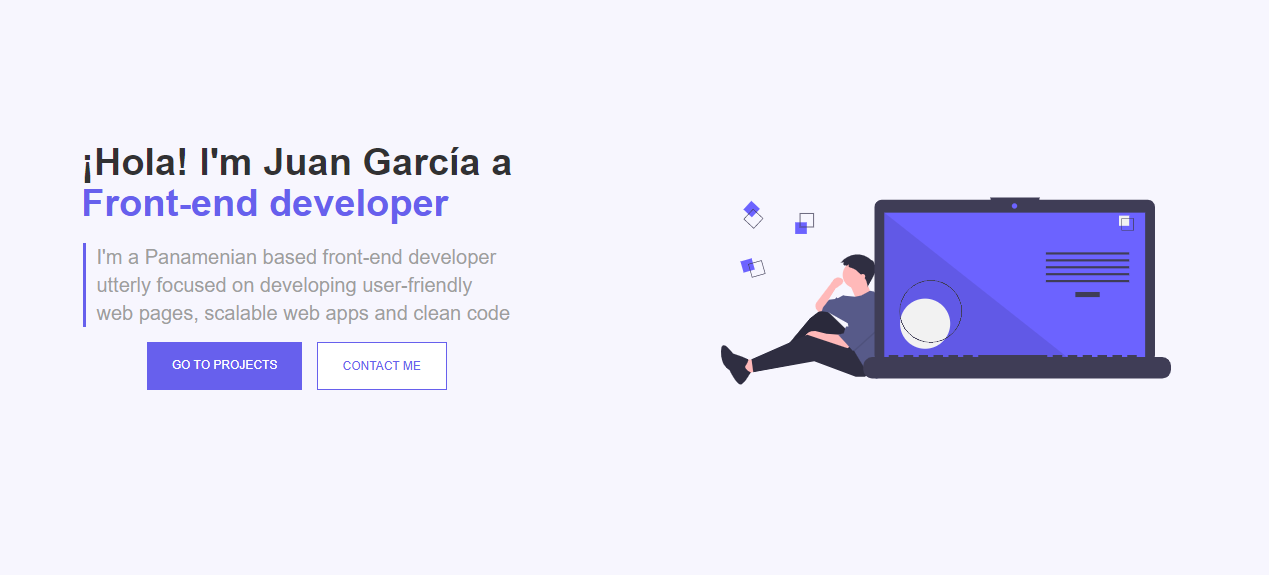 ¡Hola! I'm Juan García a
Front-end developer
I'm a Panamenian based front-end developer
utterly focused on developing user-friendly
web pages, scalable web apps and clean code
GO TO PROJECTS
CONTACT ME